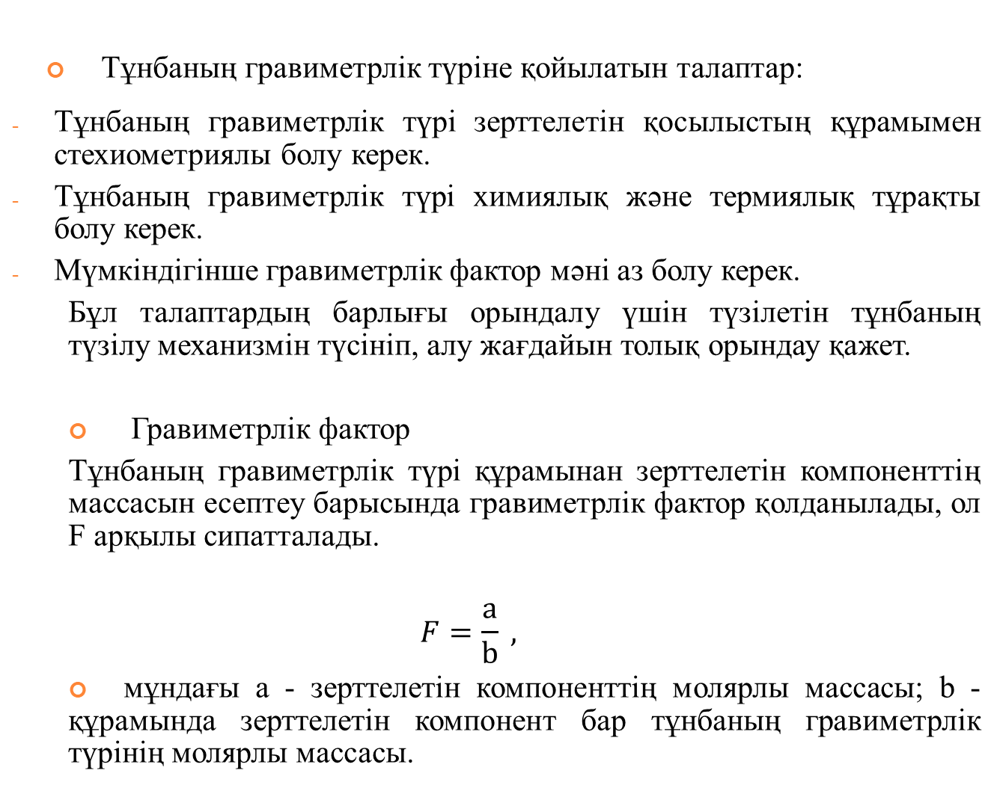 Тұнбаның гравиметрлік түріне қойылатын талаптар:
- Тұнбаның гравиметрлік түрі зерттелетін қосылыстың құрамымен
стехиометриялы болу керек.
- Тұнбаның гравиметрлік түрі химиялық және термиялық тұрақты
болу керек.
- Мүмкіндігінше гравиметрлік фактор мәні аз болу керек.
Бұл талаптардың барлығы орындалу үшін түзілетін тұнбаның
түзілу механизмін түсініп, алу жағдайын толық орындау қажет.
Гравиметрлік фактор
Тұнбаның гравиметрлік түрі құрамынан зерттелетін компоненттің
массасын есептеу барысында гравиметрлік фактор қолданылады, ол
F арқылы сипатталады.
F = a/b ,
мұндағы a - зерттелетін компоненттің молярлы массасы; b -
құрамында зерттелетін компонент бар тұнбаның гравиметрлік
түрінің молярлы массасы.